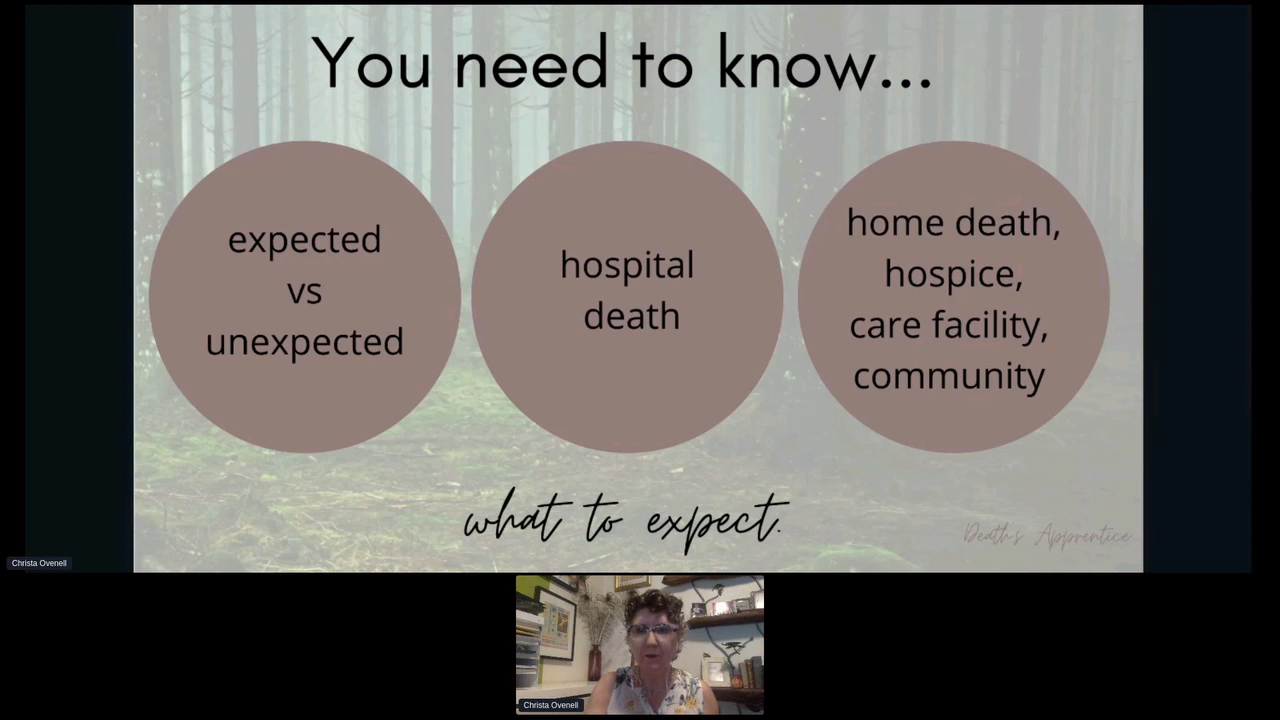 You need to know...
expected
vs
unexpected
hospital
death
home death,
hospice,
care facility,
community
what to expect.
Death's Apprentice
Christa Ovenell
Christa Ovenell